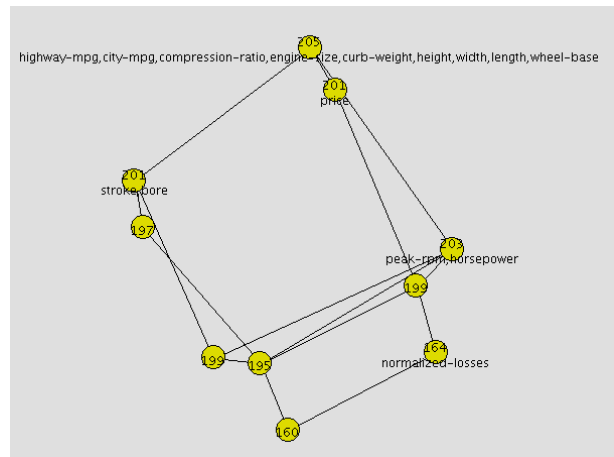 205
highway-mpg,city-mpg,compression-ratio,engine-size,curb-weight,height,width,length,wheel-base
201
price
201
stroke,bore
197
203
peak-rpm,horsepower
199
164
normalized-losses
199
195
160